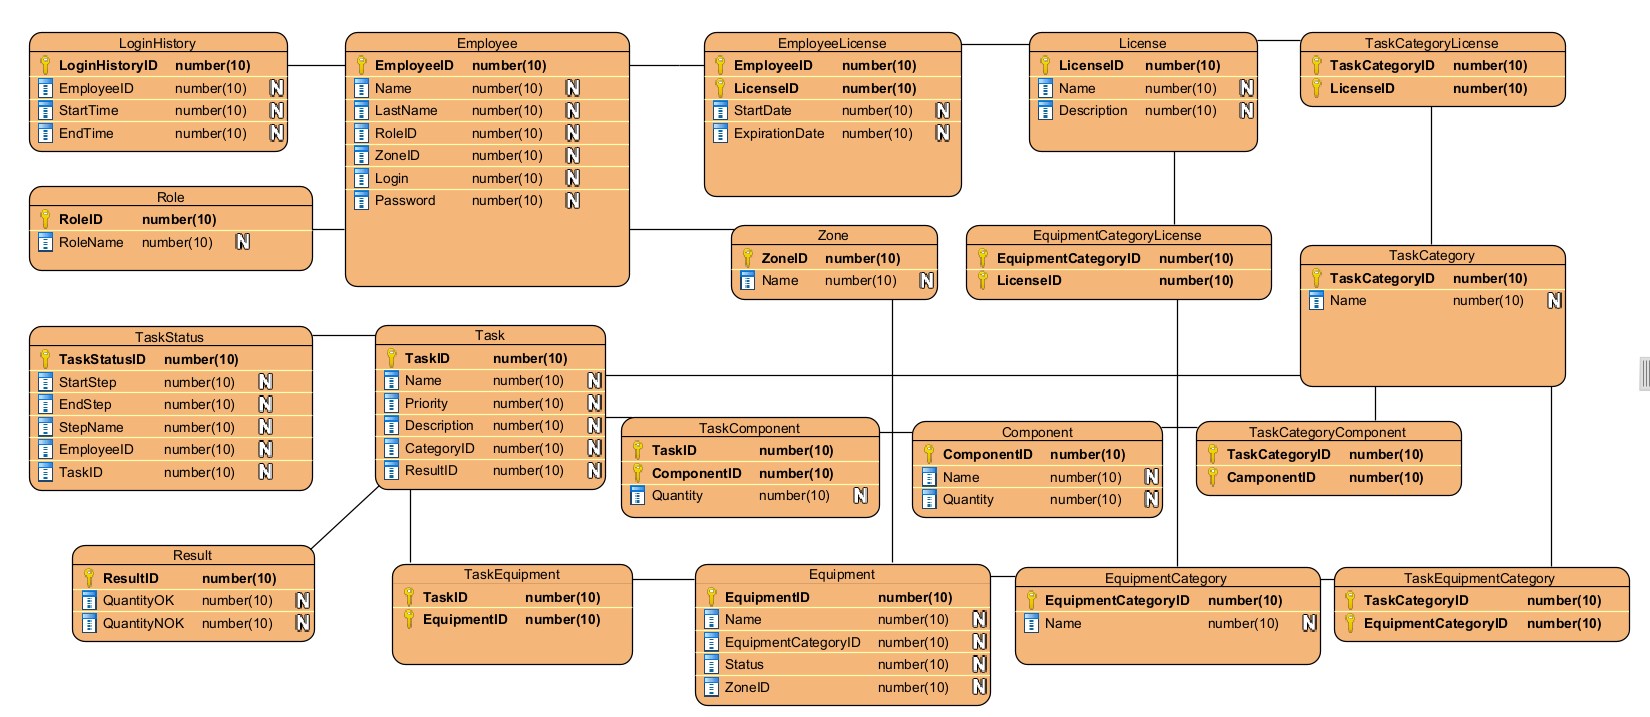 LoginHistory
LoginHistoryID number(10)
EmployeeID number(10) N
StartTime number(10) N
EndTime number(10) N
Employee
EmployeeID number(10)
Name number(10) N
LastName number(10) N
RoleID number(10) N
ZoneID number(10) N
Login number(10) N
Password number(10) N
EmployeeLicense
EmployeeID number(10)
LicenseID number(10)
StartDate number(10) N
ExpirationDate number(10) N
License
LicenseID number(10)
Name number(10) N
Description number(10) N
TaskCategoryLicense
TaskCategoryID number(10)
LicenseID number(10)
Role
RoleID number(10)
RoleName number(10) N
Zone
ZoneID number(10)
Name number(10) N
EquipmentCategoryLicense
EquipmentCategoryID number(10)
LicenseID number(10)
TaskCategory
TaskCategoryID number(10)
Name number(10) N
TaskStatus
TaskStatusID number(10)
StartStep number(10) N
EndStep number(10) N
StepName number(10) N
EmployeeID number(10) N
TaskID number(10) N
Task
TaskID number(10)
Name number(10) N
Priority number(10) N
Description number(10) N
CategoryID number(10) N
ResultID number(10) N
TaskComponent
TaskID number(10)
ComponentID number(10)
Quantity number(10) N
Component
ComponentID number(10)
Name number(10) N
Quantity number(10) N
TaskCategoryComponent
TaskCategoryID number(10)
CamponentID number(10)
Result
ResultID number(10)
QuantityOK number(10) N
QuantityNOK number(10) N
TaskEquipment
TaskID number(10)
EquipmentID number(10)
Equipment
EquipmentID number(10)
Name number(10) N
EquipmentCategoryID number(10) N
Status number(10) N
ZoneID number(10) N
EquipmentCategory
EquipmentCategoryID number(10)
Name number(10) N
TaskEquipmentCategory
TaskCategoryID number(10)
EquipmentCategoryID number(10)